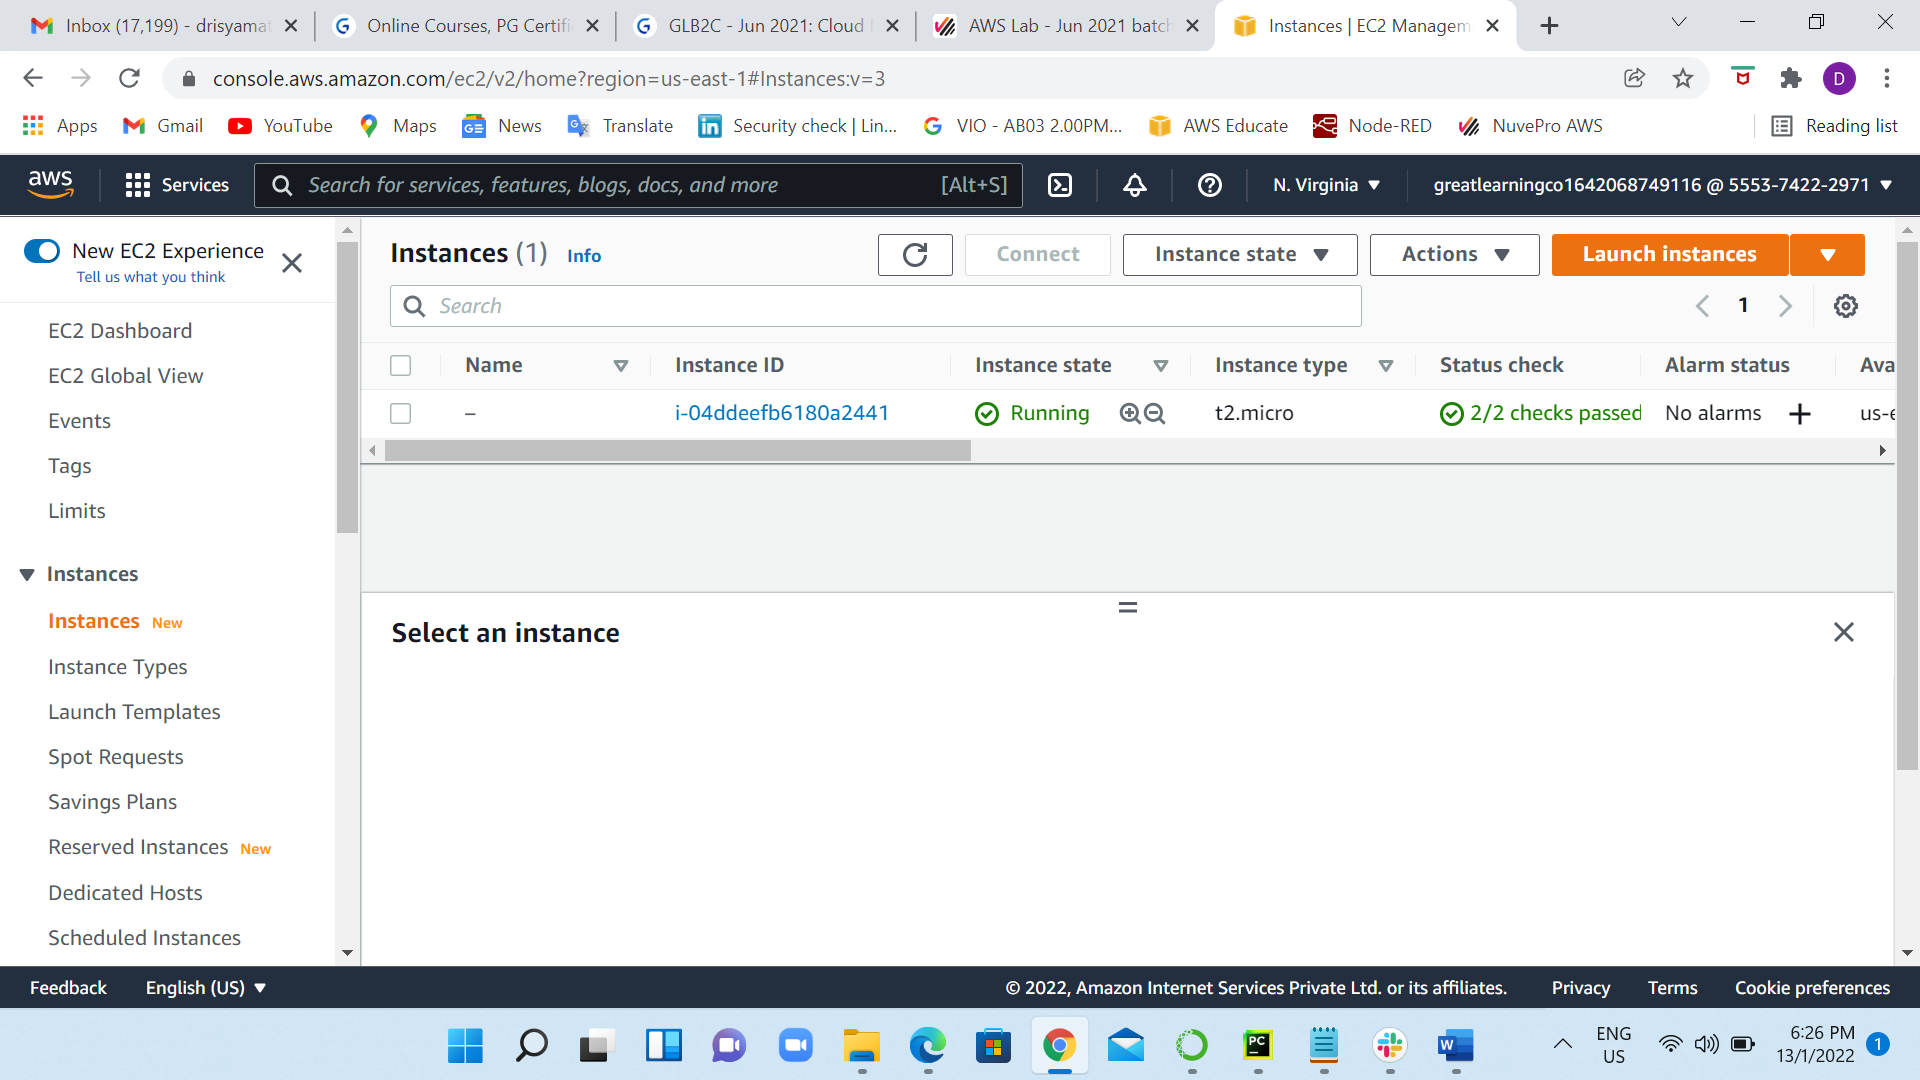 Inbox (17,199) - drisyamat
Online Courses, PG Certifi
GLB2C - Jun 2021: Cloud
AWS Lab - Jun 2021 batch
Instances | EC2 Managem
console.aws.amazon.com/ec2/v2/home?region=us-east-1#Instances:v=3
D
Apps
Gmail
YouTube
Maps
News
Translate
Security check | Lin...
VIO - AB03 2.00PM...
AWS Educate
Node-RED
NuvePro AWS
Reading list
aws
Services
Search for services, features, blogs, docs, and more
[Alt+S]
N. Virginia
greatlearningco1642068749116 @ 5553-7422-2971
New EC2 Experience
Tell us what you think
EC2 Dashboard
EC2 Global View
Events
Tags
Limits
Instances
Instances New
Instance Types
Launch Templates
Spot Requests
Savings Plans
Reserved Instances New
Dedicated Hosts
Scheduled Instances
Instances (1) Info
Connect
Instance state
Actions
Launch instances
Search
1
Name
Instance ID
Instance state
Instance type
Status check
Alarm status
Ava
–
i-04ddeefb6180a2441
Running
t2.micro
2/2 checks passed
No alarms
us-e
Select an instance
Feedback
English (US)
© 2022, Amazon Internet Services Private Ltd. or its affiliates.
Privacy
Terms
Cookie preferences
PC
W
ENG
US
6:26 PM
13/1/2022
1